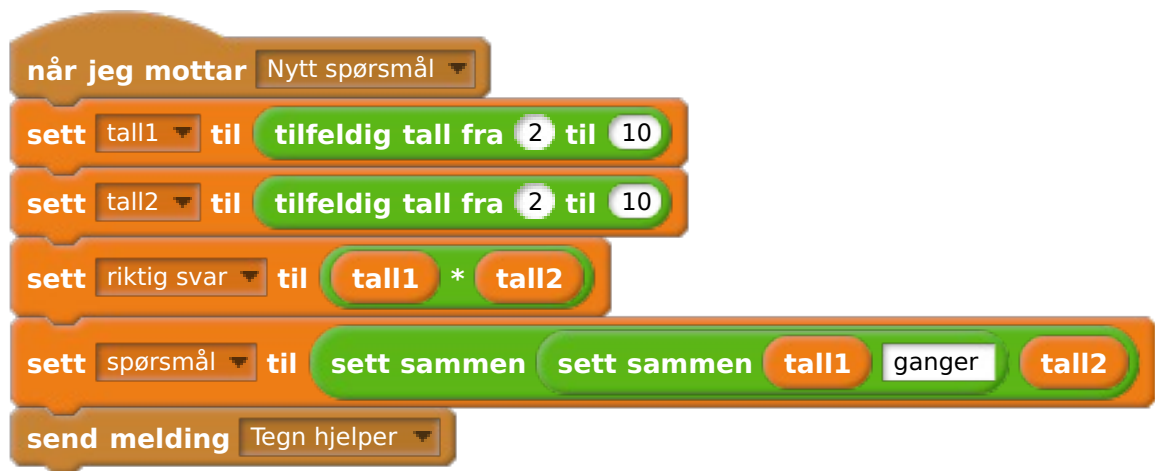 når jeg mottar Nytt spørsmål
sett tall1 til tilfeldig tall fra 2 til 10
sett tall2 til tilfeldig tall fra 2 til 10
sett riktig svar til tall1 * tall2
sett spørsmål til sett sammen sett sammen tall1 ganger tall2
send melding Tegn hjelper